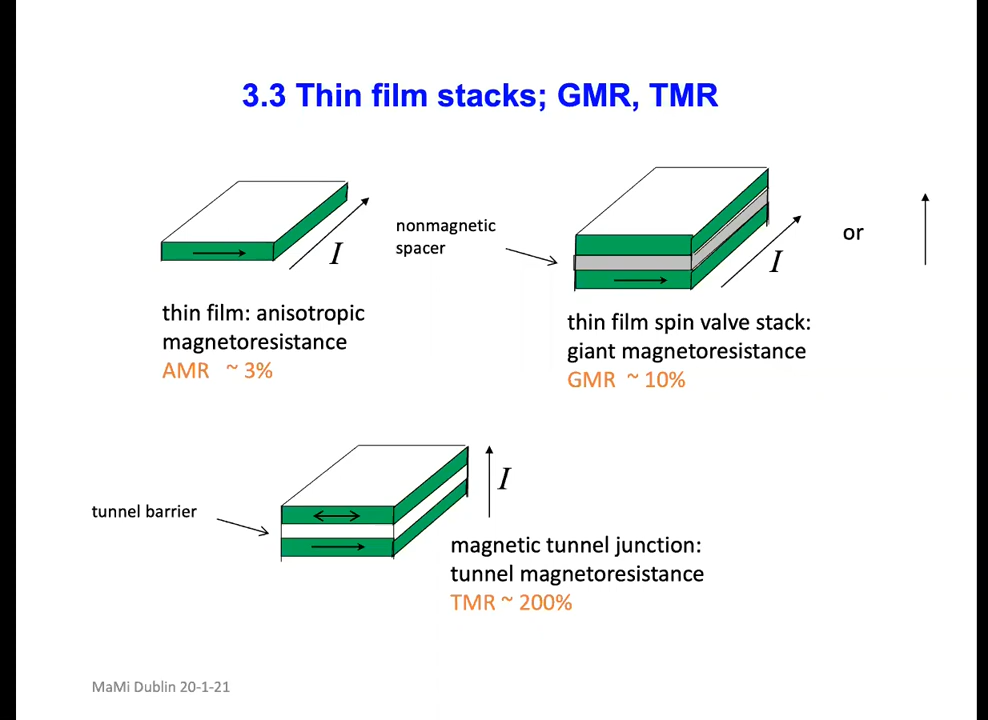 3.3 Thin film stacks; GMR, TMR
I
nonmagnetic
spacer
I
or
thin film: anisotropic
magnetoresistance
AMR ~ 3%
thin film spin valve stack:
giant magnetoresistance
GMR ~ 10%
I
tunnel barrier
magnetic tunnel junction:
tunnel magnetoresistance
TMR ~ 200%
MaMi Dublin 20-1-21